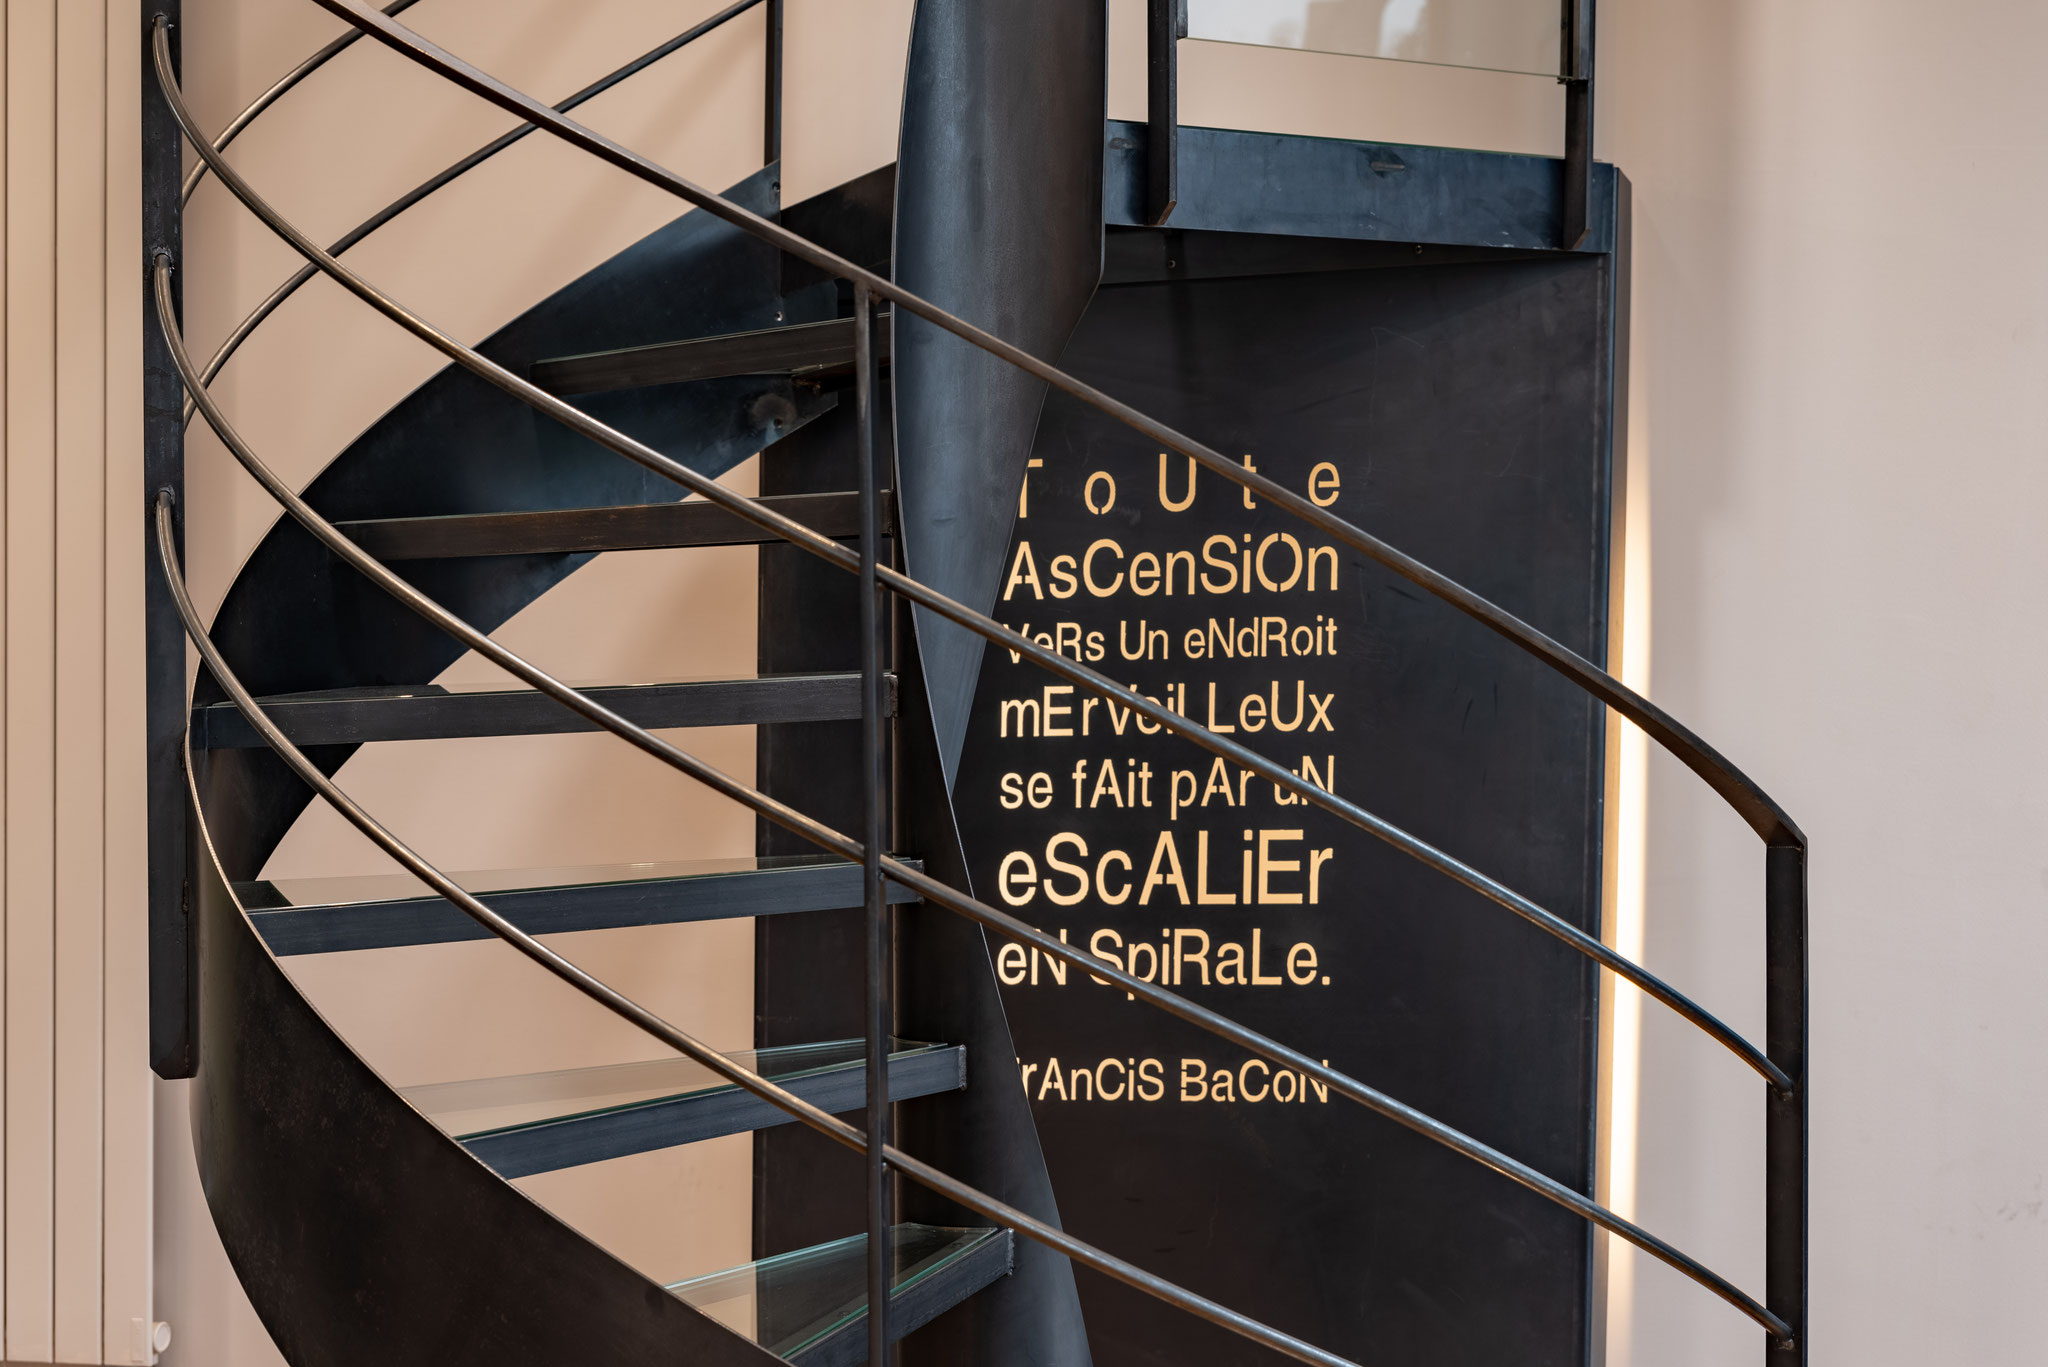 ToUte
AsCenSiOn
VeRs Un eNdRoit
mErVeiLLeUx
se fAit pAr uN
eScALiEr
eN SpiRaLe.
frAnCiS BaCoN